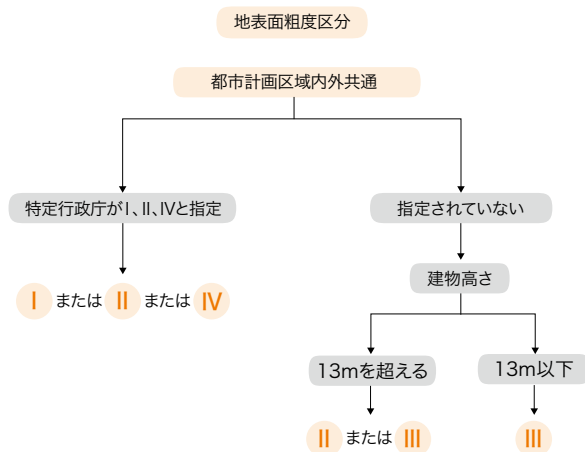 地表面粗度区分
都市計画区域内外共通
特定行政庁がⅠ、Ⅱ、Ⅳと指定
指定されていない
建物高さ
Ⅰ または Ⅱ または Ⅳ
13mを超える
13m以下
Ⅱ または Ⅲ
Ⅲ